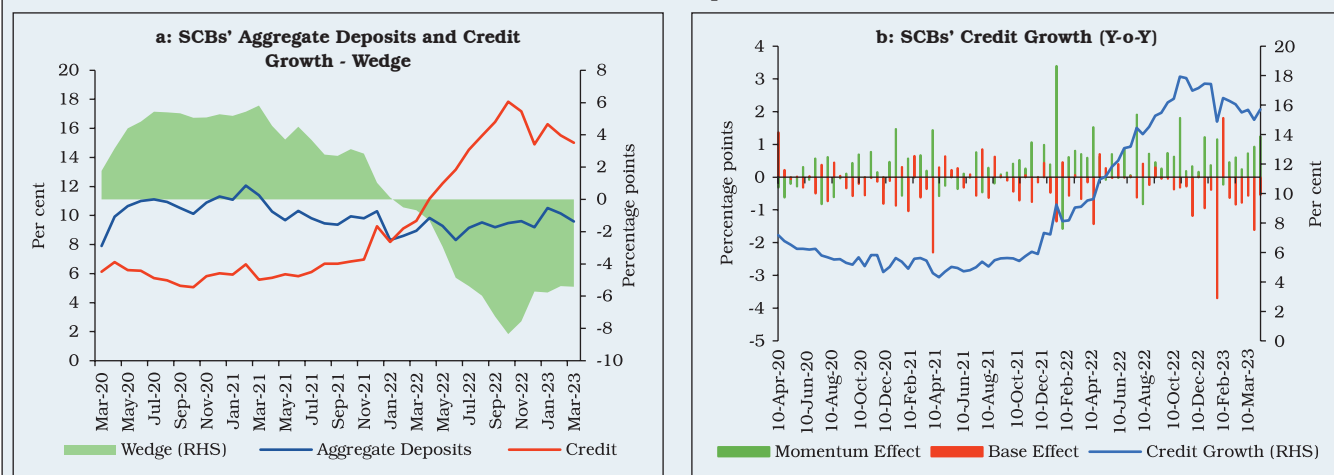 a: SCBs' Aggregate Deposits and Credit
Growth - Wedge
Per cent
20
18
16
14
12
10
8
6
4
2
0
8
6
4
2
0
-2
-4
-6
-8
-10
Percentage points
Mar-20
May-20
Jul-20
Sep-20
Nov-20
Jan-21
Mar-21
May-21
Jul-21
Sep-21
Nov-21
Jan-22
Mar-22
May-22
Jul-22
Sep-22
Nov-22
Jan-23
Mar-23
Wedge (RHS)
Aggregate Deposits
Credit
b: SCBs' Credit Growth (Y-o-Y)
Percentage points
4
3
2
1
0
-1
-2
-3
-4
-5
20
18
16
14
12
10
8
6
4
2
0
Per cent
10-Apr-20
10-Jun-20
10-Aug-20
10-Oct-20
10-Dec-20
10-Feb-21
10-Apr-21
10-Jun-21
10-Aug-21
10-Oct-21
10-Dec-21
10-Feb-22
10-Apr-22
10-Jun-22
10-Aug-22
10-Oct-22
10-Dec-22
10-Feb-23
10-Mar-23
Momentum Effect
Base Effect
Credit Growth (RHS)